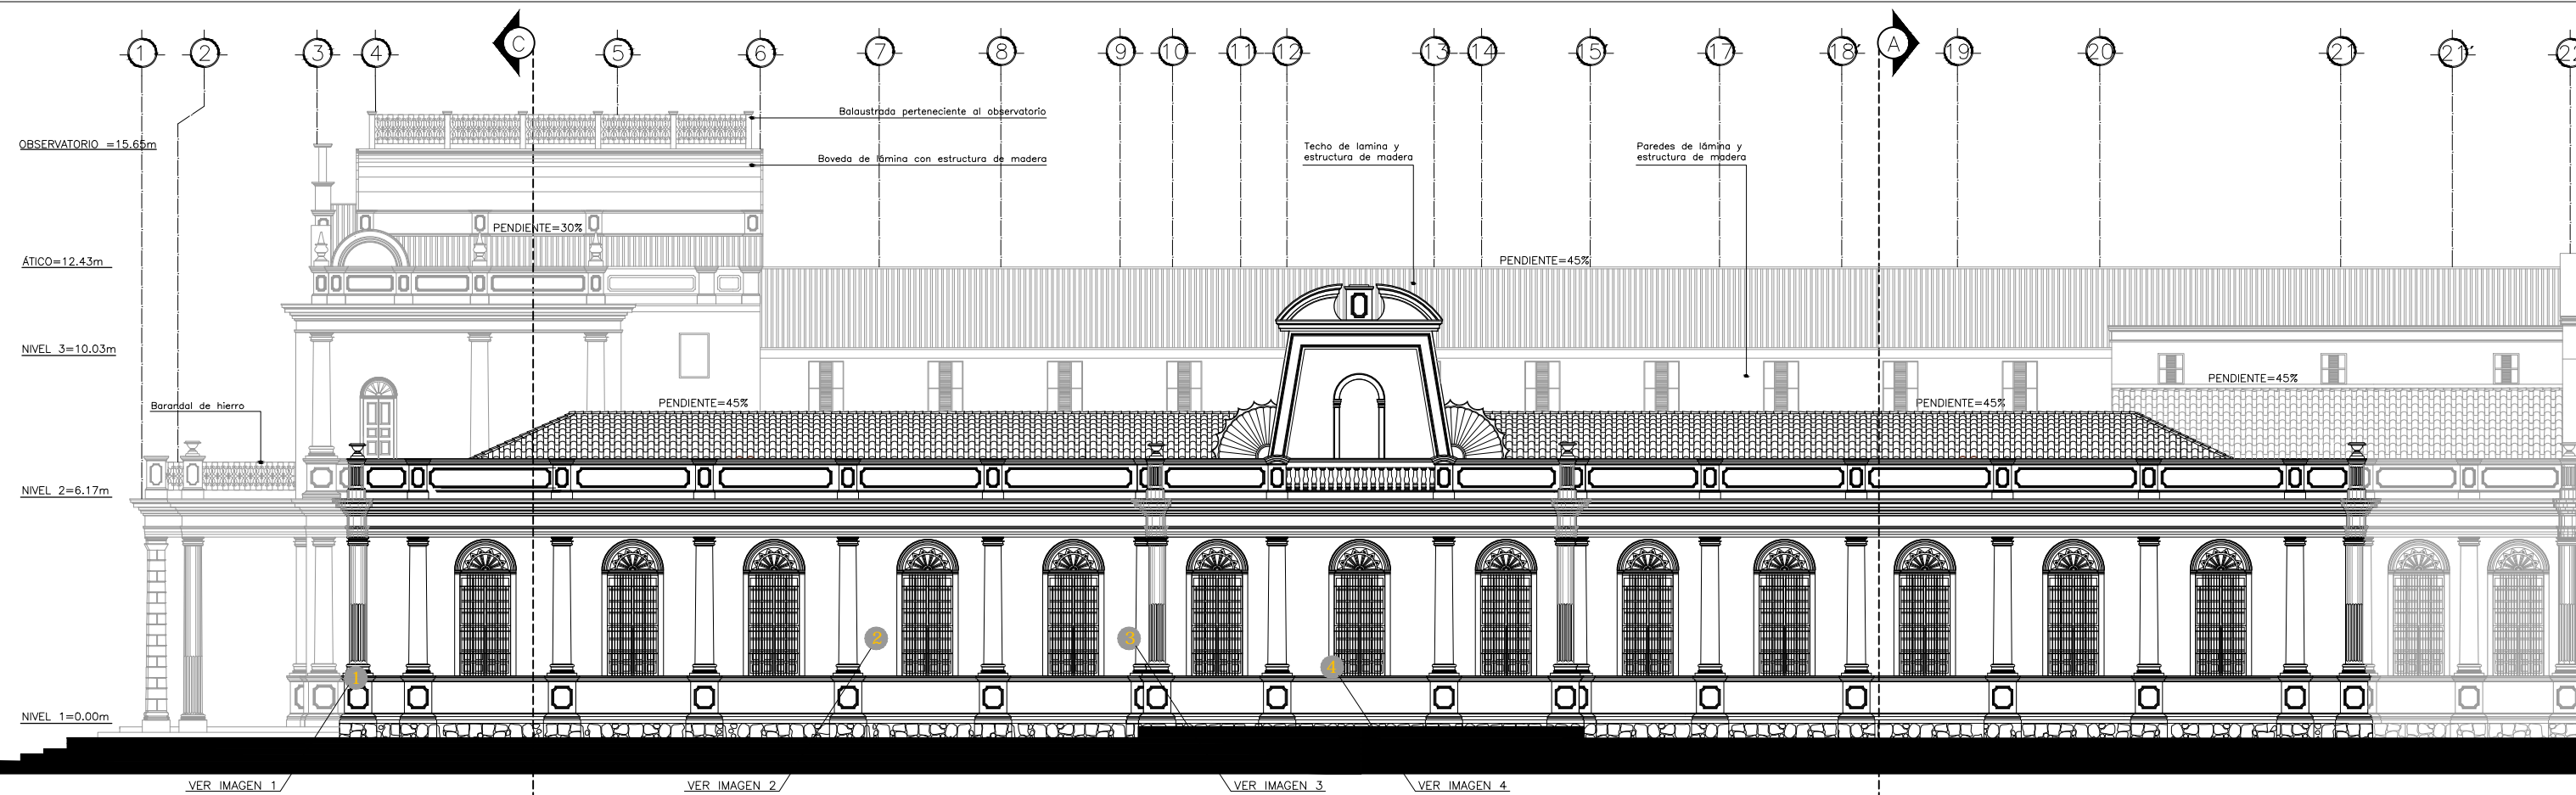 1 2 3 4 C 5 6 7 8 9 10 11 12 13 14 15' 17 18' A 19 20 21 21' 22
Balaustrada perteneciente al observatorio
OBSERVATORIO =15.65m
Boveda de lámina con estructura de madera
Techo de lamina y
estructura de madera
Paredes de lámina y
estructura de madera
PENDIENTE=30%
ÁTICO=12.43m
PENDIENTE=45%
NIVEL 3=10.03m
PENDIENTE=45%
Barandal de hierro
PENDIENTE=45%
PENDIENTE=45%
NIVEL 2=6.17m
1
2
3
4
NIVEL 1=0.00m
VER IMAGEN 1
VER IMAGEN 2
VER IMAGEN 3
VER IMAGEN 4